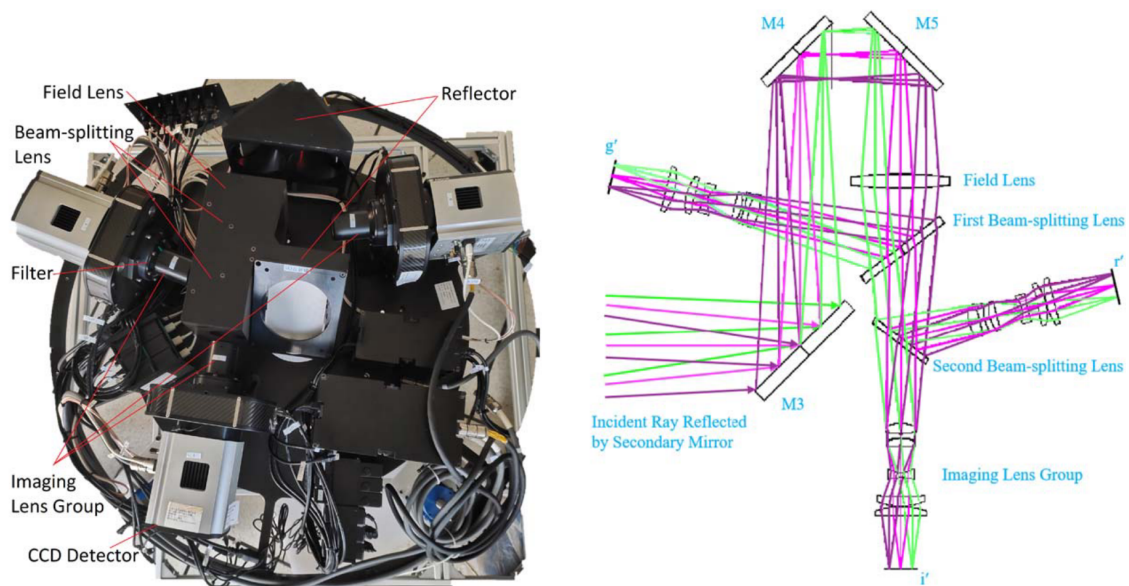 Field Lens
Beam-splitting
Lens
Filter
Imaging
Lens Group
CCD Detector
Reflector
M4
M5
g'
Field Lens
First Beam-splitting Lens
r'
Second Beam-splitting Lens
M3
Incident Ray Reflected
by Secondary Mirror
Imaging Lens Group
i'